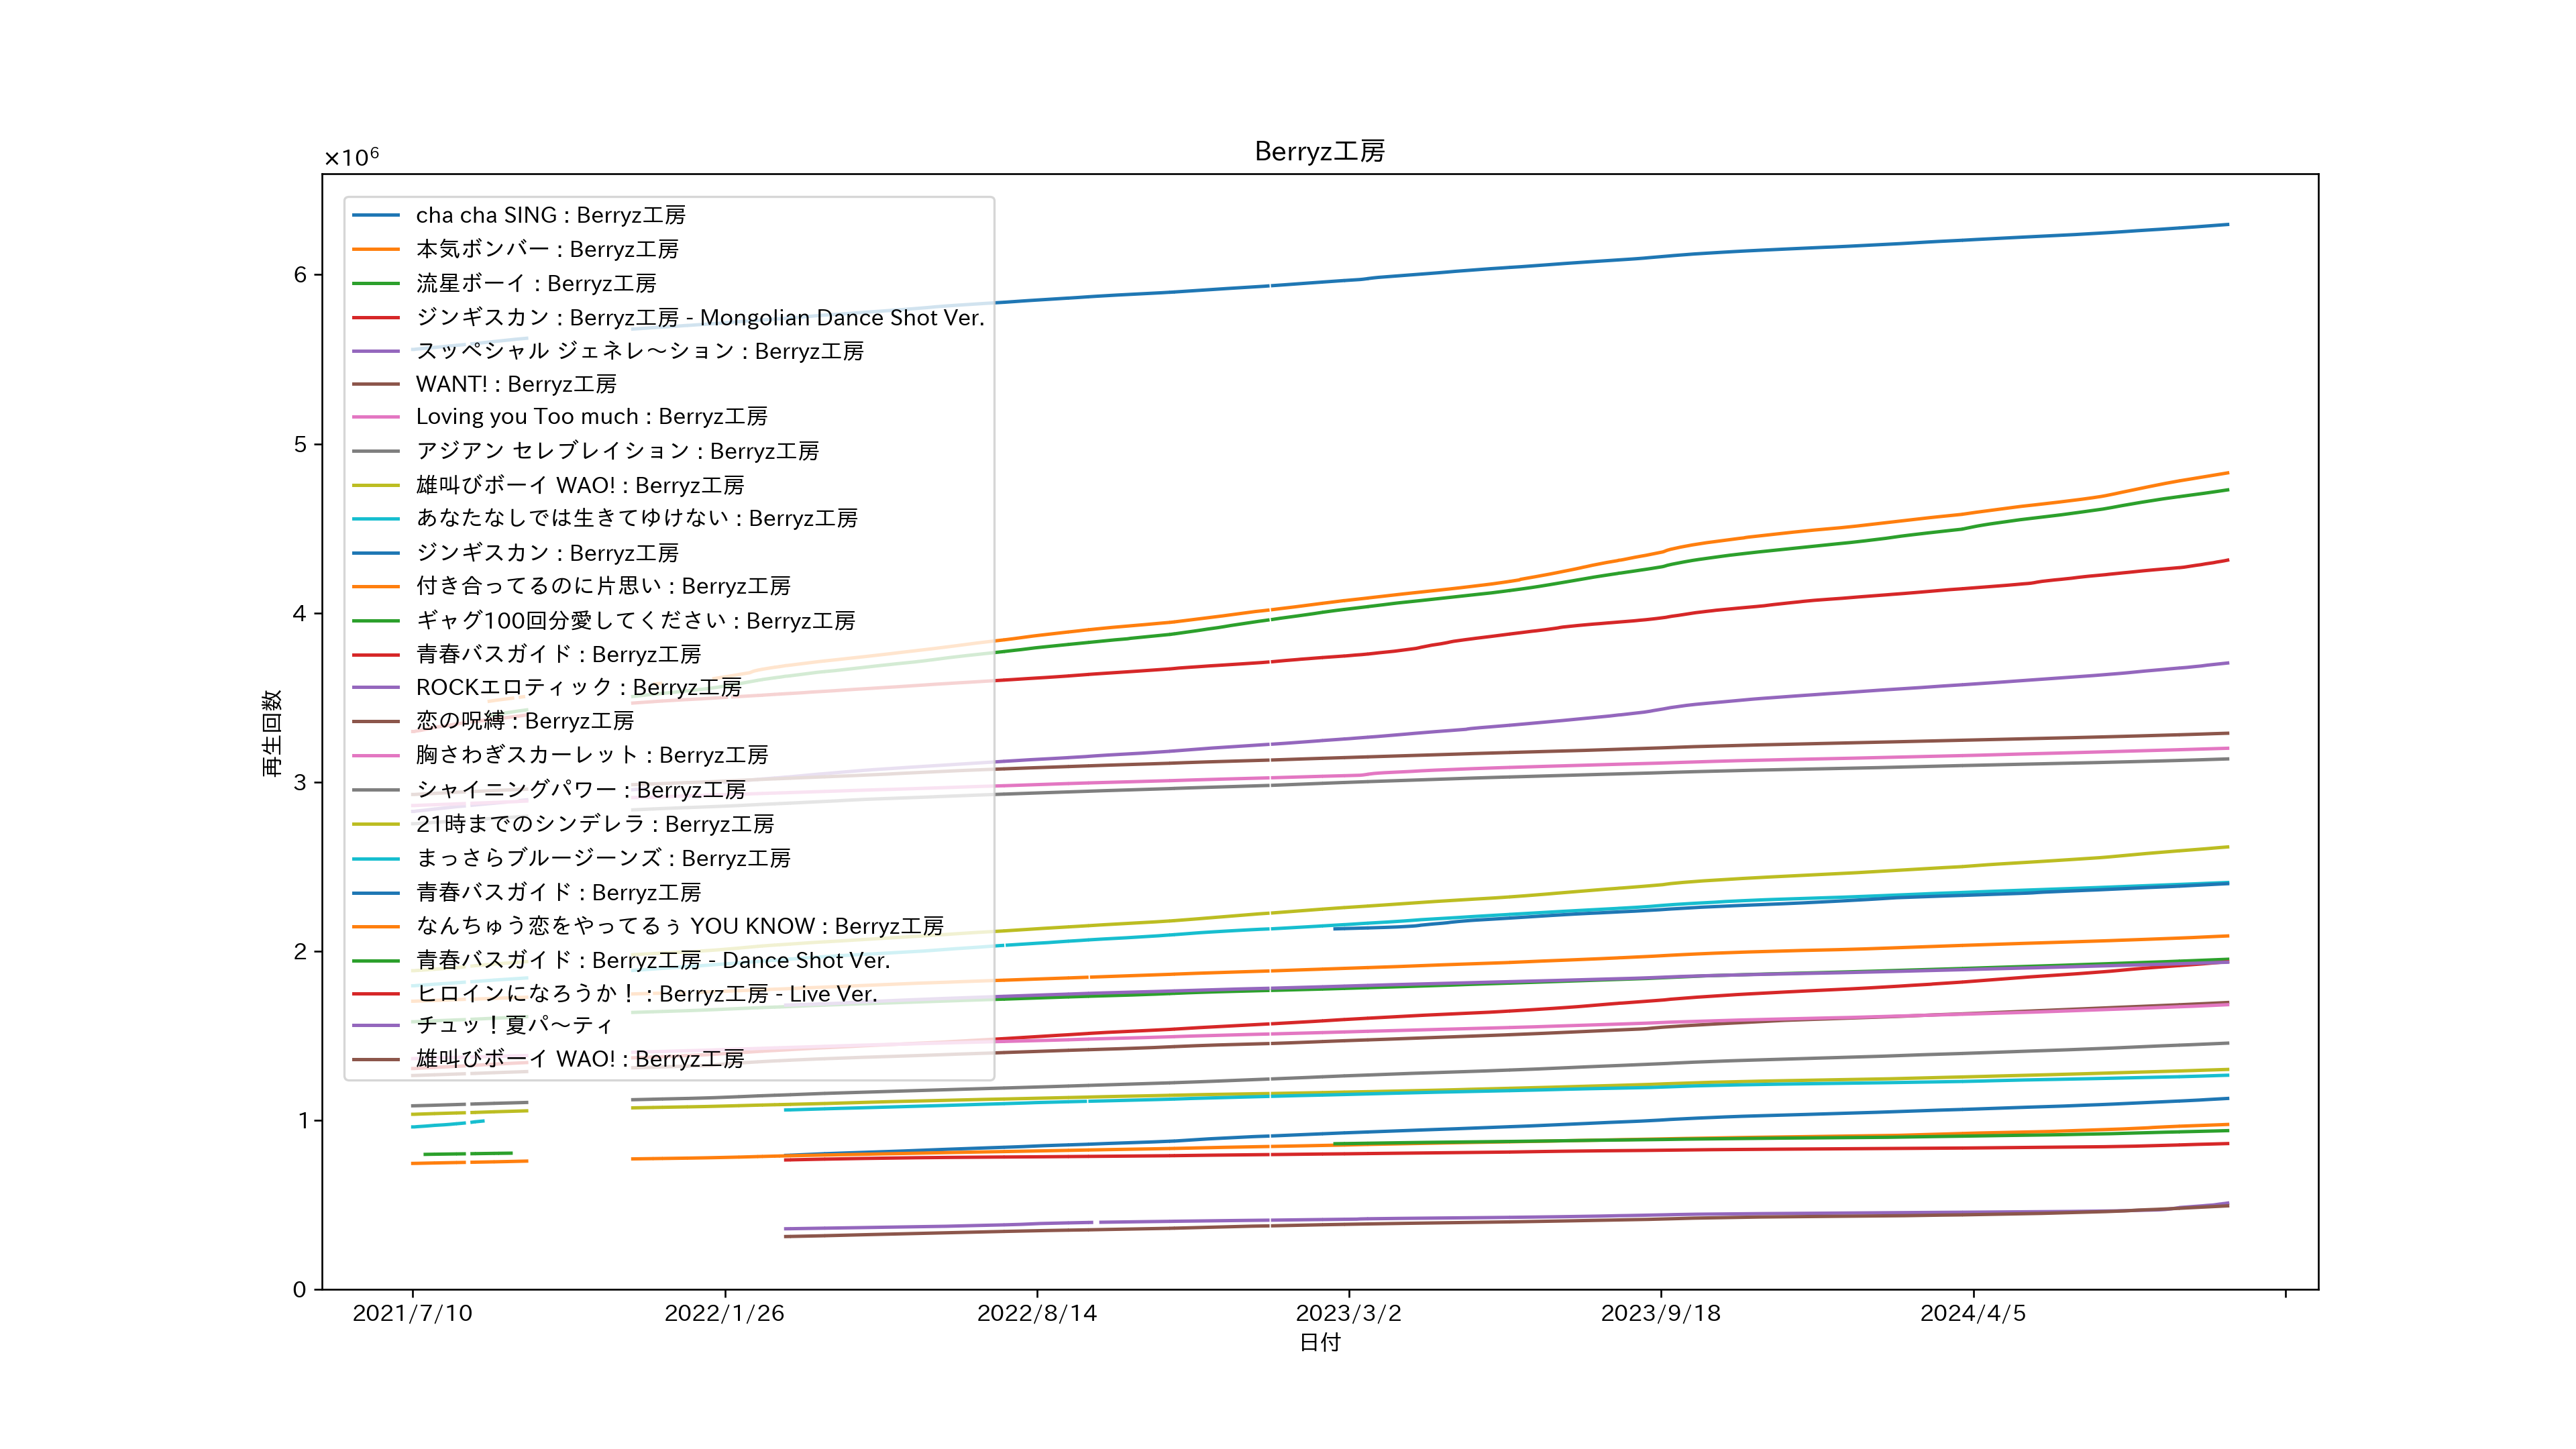 Berryz工房
×10⁶
cha cha SING : Berryz工房
本気ボンバー : Berryz工房
流星ボーイ : Berryz工房
ジンギスカン : Berryz工房 - Mongolian Dance Shot Ver.
スッペシャル ジェネレ〜ション : Berryz工房
WANT! : Berryz工房
Loving you Too much : Berryz工房
アジアン セレブレイション : Berryz工房
雄叫びボーイ WAO! : Berryz工房
あなたなしでは生きてゆけない : Berryz工房
ジンギスカン : Berryz工房
付き合ってるのに片思い : Berryz工房
ギャグ100回分愛してください : Berryz工房
青春バスガイド : Berryz工房
ROCKエロティック : Berryz工房
恋の呪縛 : Berryz工房
胸さわぎスカーレット : Berryz工房
シャイニングパワー : Berryz工房
21時までのシンデレラ : Berryz工房
まっさらブルージーンズ : Berryz工房
青春バスガイド : Berryz工房
なんちゅう恋をやってるぅ YOU KNOW : Berryz工房
青春バスガイド : Berryz工房 - Dance Shot Ver.
ヒロインになろうか！ : Berryz工房 - Live Ver.
チュッ！夏パ〜ティ
雄叫びボーイ WAO! : Berryz工房
6
5
4
3
2
1
0
再生回数
2021/7/10
2022/1/26
2022/8/14
2023/3/2
2023/9/18
2024/4/5
日付